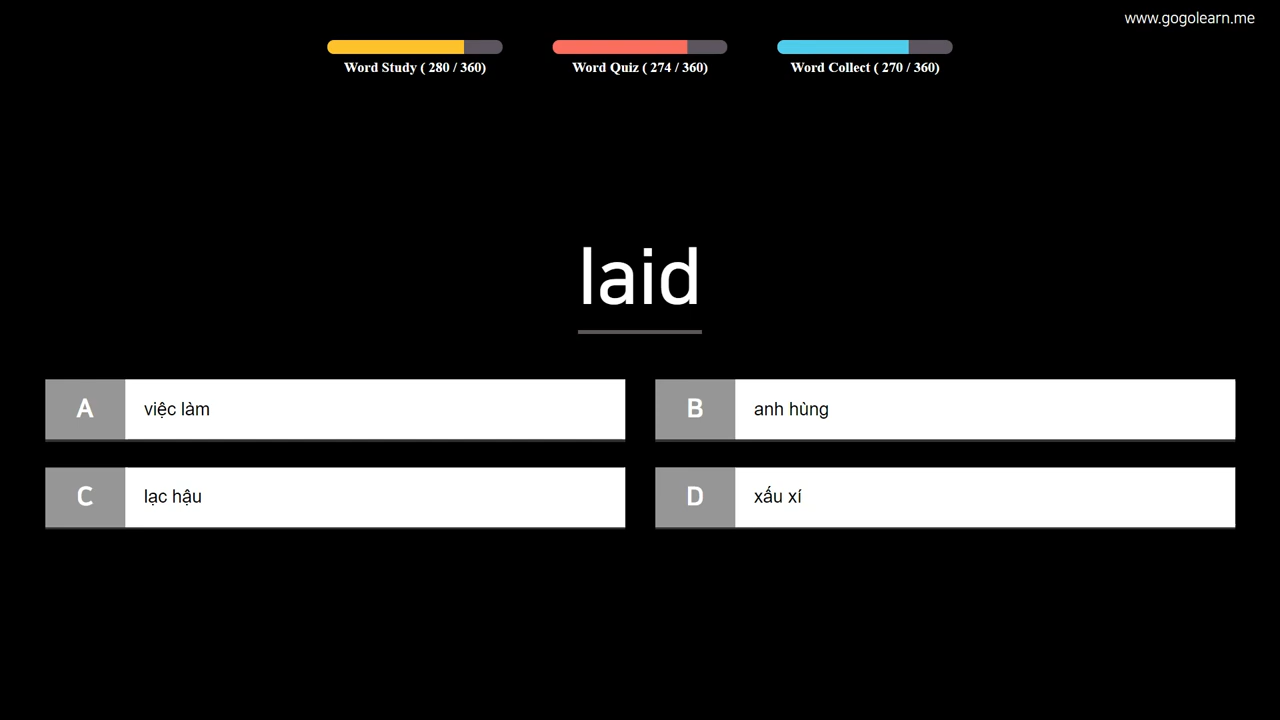 www.gogolearn.me
Word Study ( 280 / 360)
Word Quiz ( 274 / 360)
Word Collect ( 270 / 360)
laid
A việc làm
B anh hùng
C lạc hậu
D xấu xí